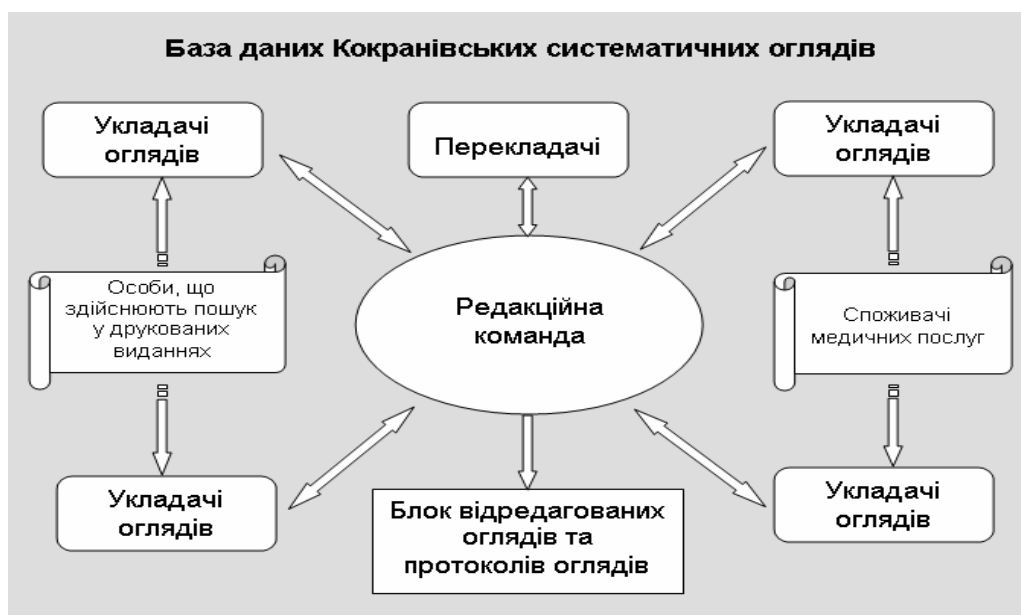 База даних Кокранівських систематичних оглядів
Укладачі
оглядів
Перекладачі
Укладачі
оглядів
Особи, що
здійснюють пошук
у друкованих
виданнях
Редакційна
команда
Споживачі
медичних послуг
Укладачі
оглядів
Блок відредагованих
оглядів та
протоколів оглядів
Укладачі
оглядів